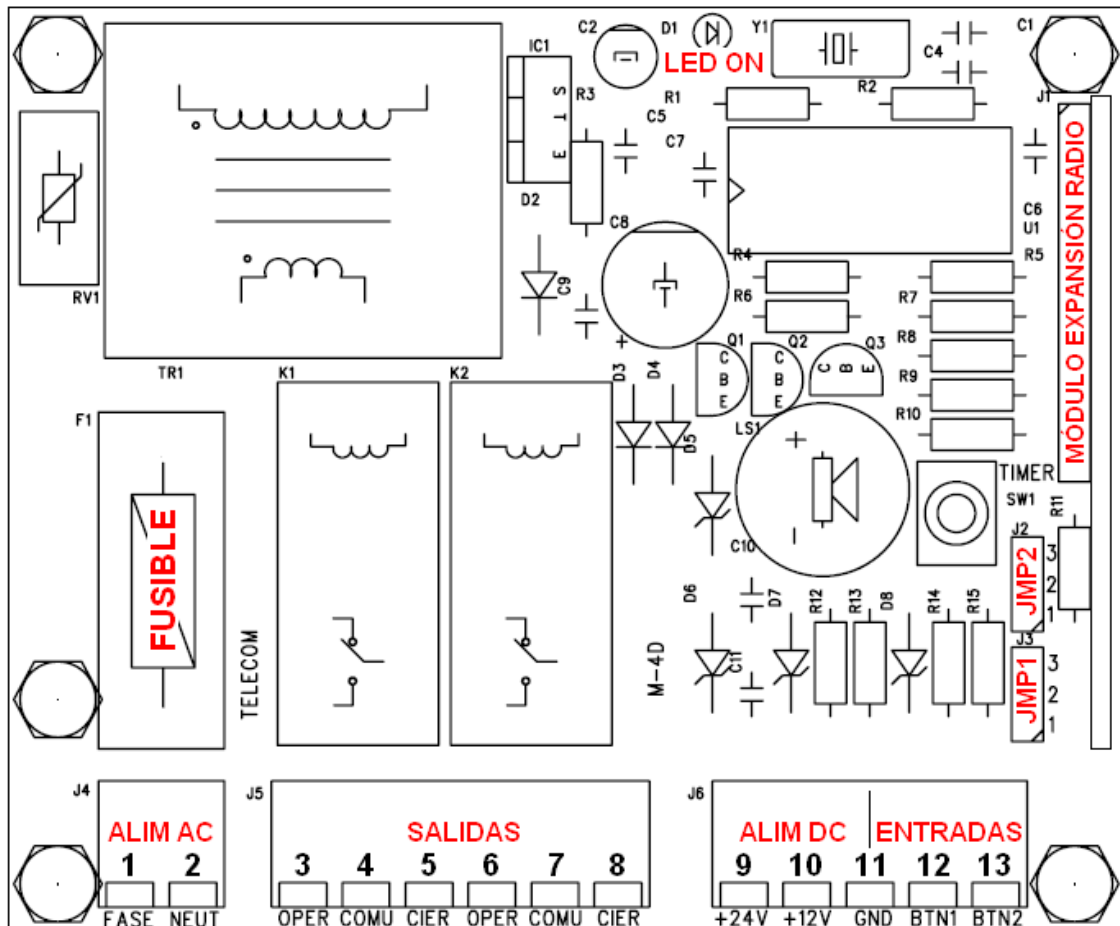 C2
D1
Y1
C1
IC1
LED ON
C4
S T E
R3
R1
R2
C5
J1
C7
D2
C8
C6
U1
MÓDULO EXPANSIÓN RADIO
RV1
C9
R4
R5
R6
R7
+
Q1
Q2
Q3
C B E
C B E
C B E
R8
R9
R10
TR1
K1
K2
D3
D4
D5
LS1
+
-
F1
FUSIBLE
TELECOM
TIMER
SW1
R11
C10
J2
JMP2
3
2
1
D6
D7
R12
R13
D8
R14
R15
C11
M-4D
J3
JMP1
3
2
1
J4
J5
J6
ALIM AC
SALIDAS
ALIM DC
ENTRADAS
1 2 3 4 5 6 7 8 9 10 11 12 13
FASE NEUT OPER COMU CIER OPER COMU CIER +24V +12V GND BTN1 BTN2